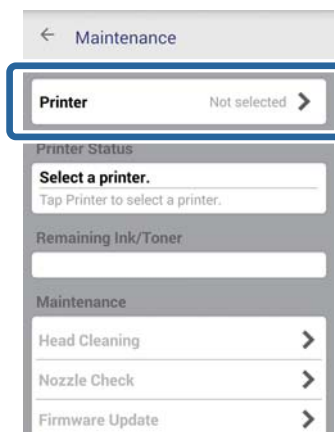 Maintenance
Printer Not selected
Printer Status
Select a printer.
Tap Printer to select a printer.
Remaining Ink/Toner
Maintenance
Head Cleaning
Nozzle Check
Firmware Update